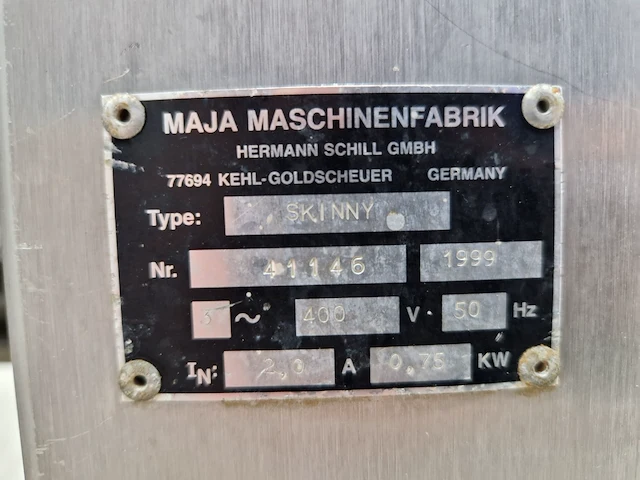 MAJA MASCHINENFABRIK
HERMANN SCHILL GMBH
77694 KEHL-GOLDSCHEUER GERMANY
Type: SKINNY
Nr. 41146 1999
3 ~ 400 V 50 Hz
IN: 2,0 A 0,75 KW